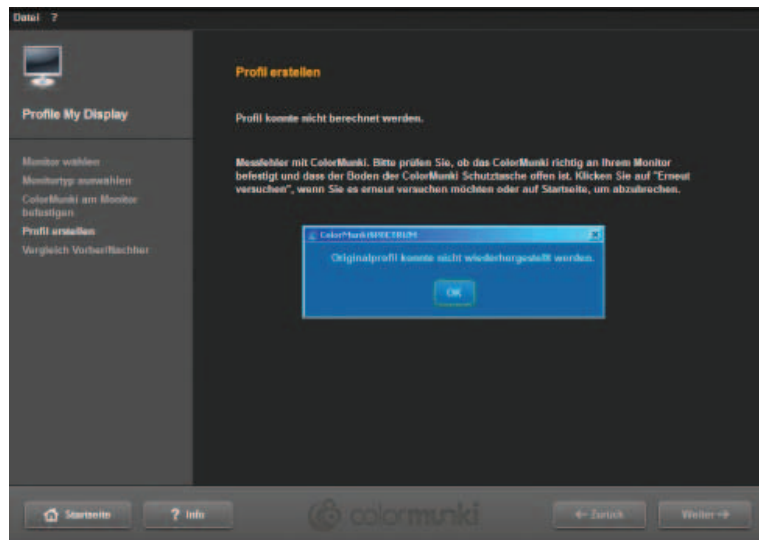 Datei ?
Profile My Display
Monitor wählen
Monitortyp auswählen
ColorMunki am Monitor
befestigen
Profil erstellen
Vergleich Vorher/Nachher
Profil erstellen
Profil konnte nicht berechnet werden.
Messfehler mit ColorMunki. Bitte prüfen Sie, ob das ColorMunki richtig an Ihrem Monitor
befestigt und dass der Boden der ColorMunki Schutztasche offen ist. Klicken Sie auf "Erneut
versuchen", wenn Sie es erneut versuchen möchten oder auf Startseite, um abzubrechen.
ColorMunkiSPECTRUM
Originalprofil konnte nicht wiederhergestellt werden.
OK
Startseite
? Info
colormunki
Zurück
Weiter